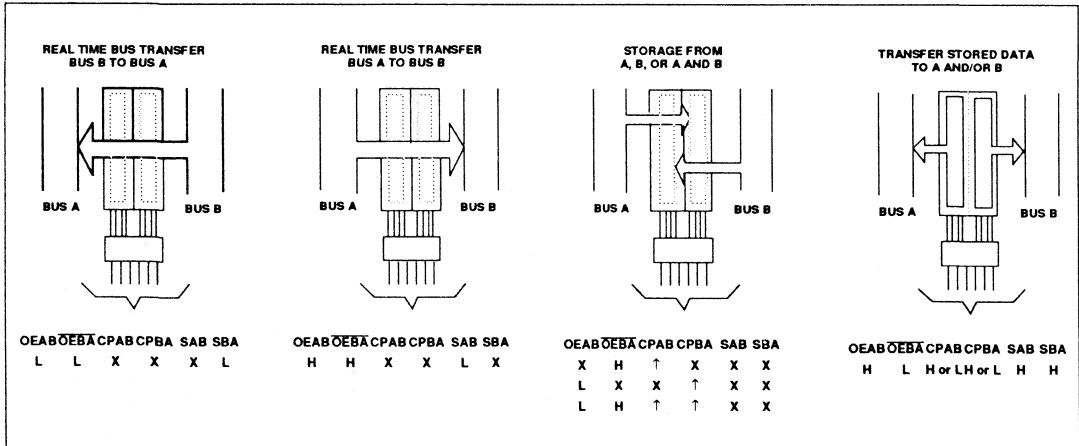 REAL TIME BUS TRANSFER
BUS B TO BUS A
BUS A
BUS B
OEAB OEBA CPAB CPBA SAB SBA
L L X X X L
REAL TIME BUS TRANSFER
BUS A TO BUS B
BUS A
BUS B
OEAB OEBA CPAB CPBA SAB SBA
H H X X L X
STORAGE FROM
A, B, OR A AND B
BUS A
BUS B
OEAB OEBA CPAB CPBA SAB SBA
X H ↑ X X X
L X X ↑ X X
L H ↑ ↑ X X
TRANSFER STORED DATA
TO A AND/OR B
BUS A
BUS B
OEAB OEBA CPAB CPBA SAB SBA
H L H or L H or L H H